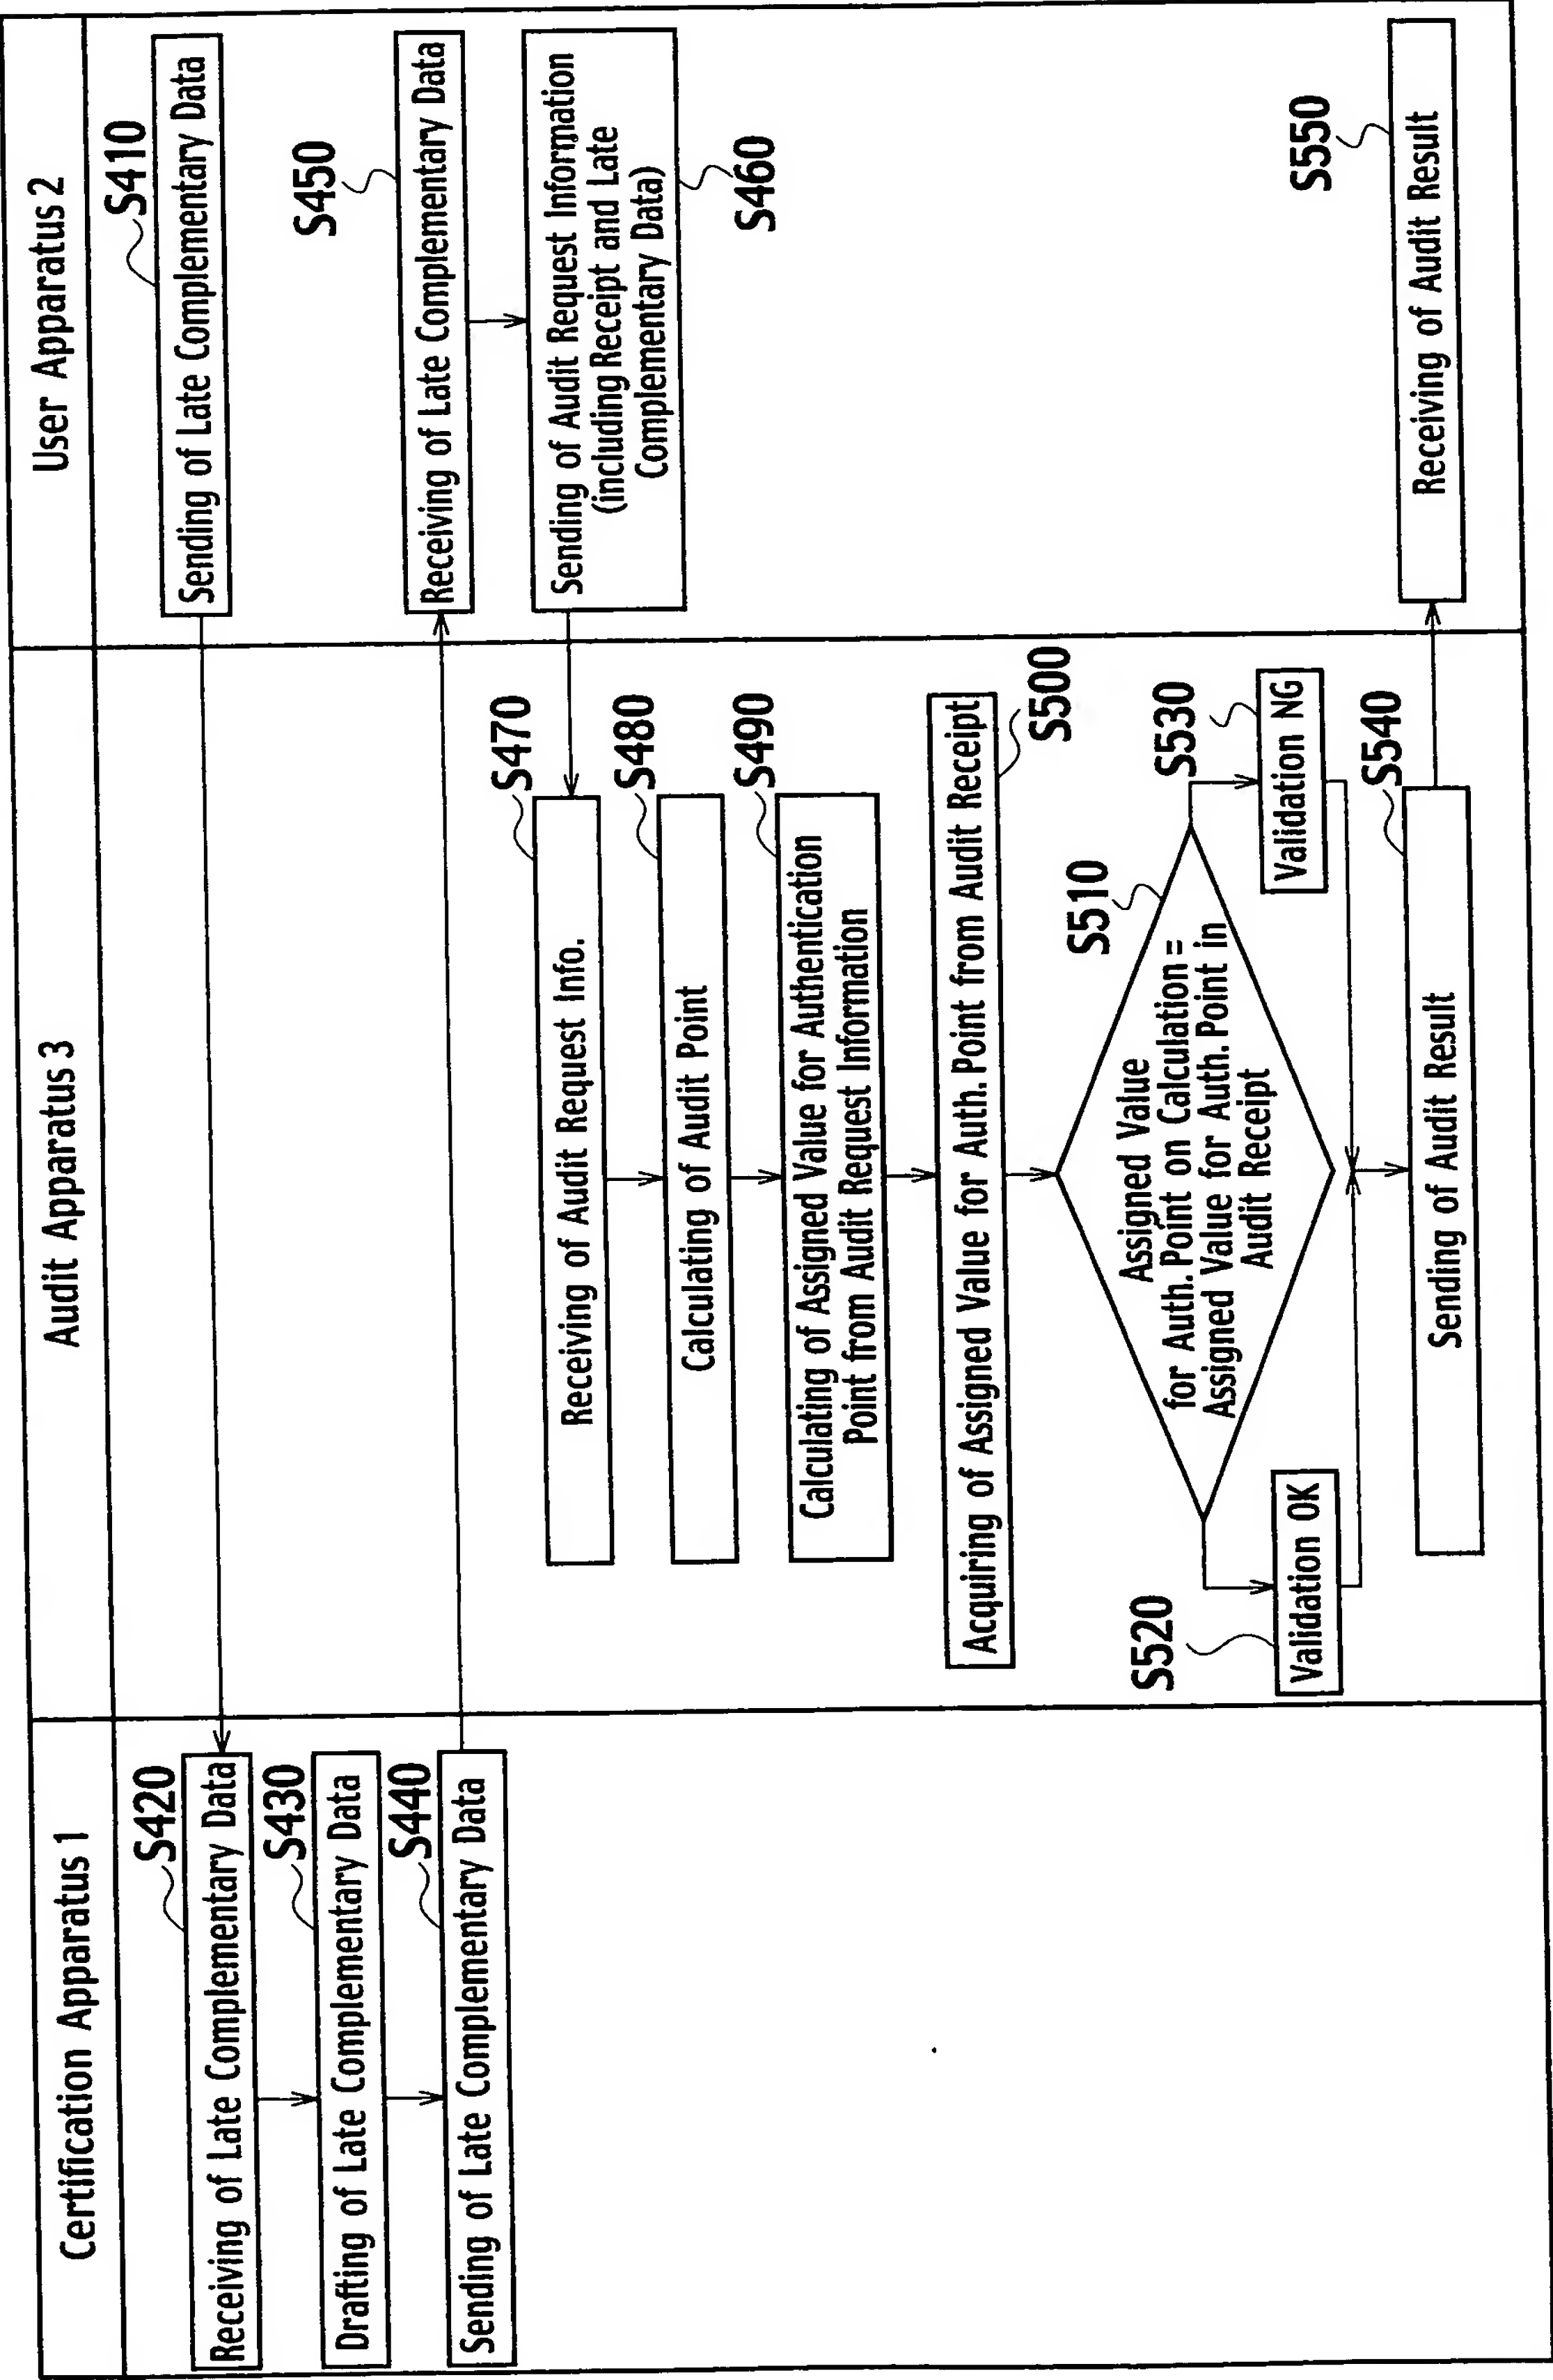 Certification Apparatus 1
Audit Apparatus 3
User Apparatus 2
S410
Sending of Late Complementary Data
S420
Receiving of Late Complementary Data
S430
Drafting of Late Complementary Data
S440
Sending of Late Complementary Data
S450
Receiving of Late Complementary Data
Sending of Audit Request Information
(including Receipt and Late
Complementary Data)
S460
S470
Receiving of Audit Request Info.
S480
Calculating of Audit Point
S490
Calculating of Assigned Value for Authentication
Point from Audit Request Information
Acquiring of Assigned Value for Auth. Point from Audit Receipt
S500
S510
Assigned Value
for Auth. Point on Calculation =
Assigned Value for Auth. Point in
Audit Receipt
S520
Validation OK
S530
Validation NG
S540
Sending of Audit Result
S550
Receiving of Audit Result